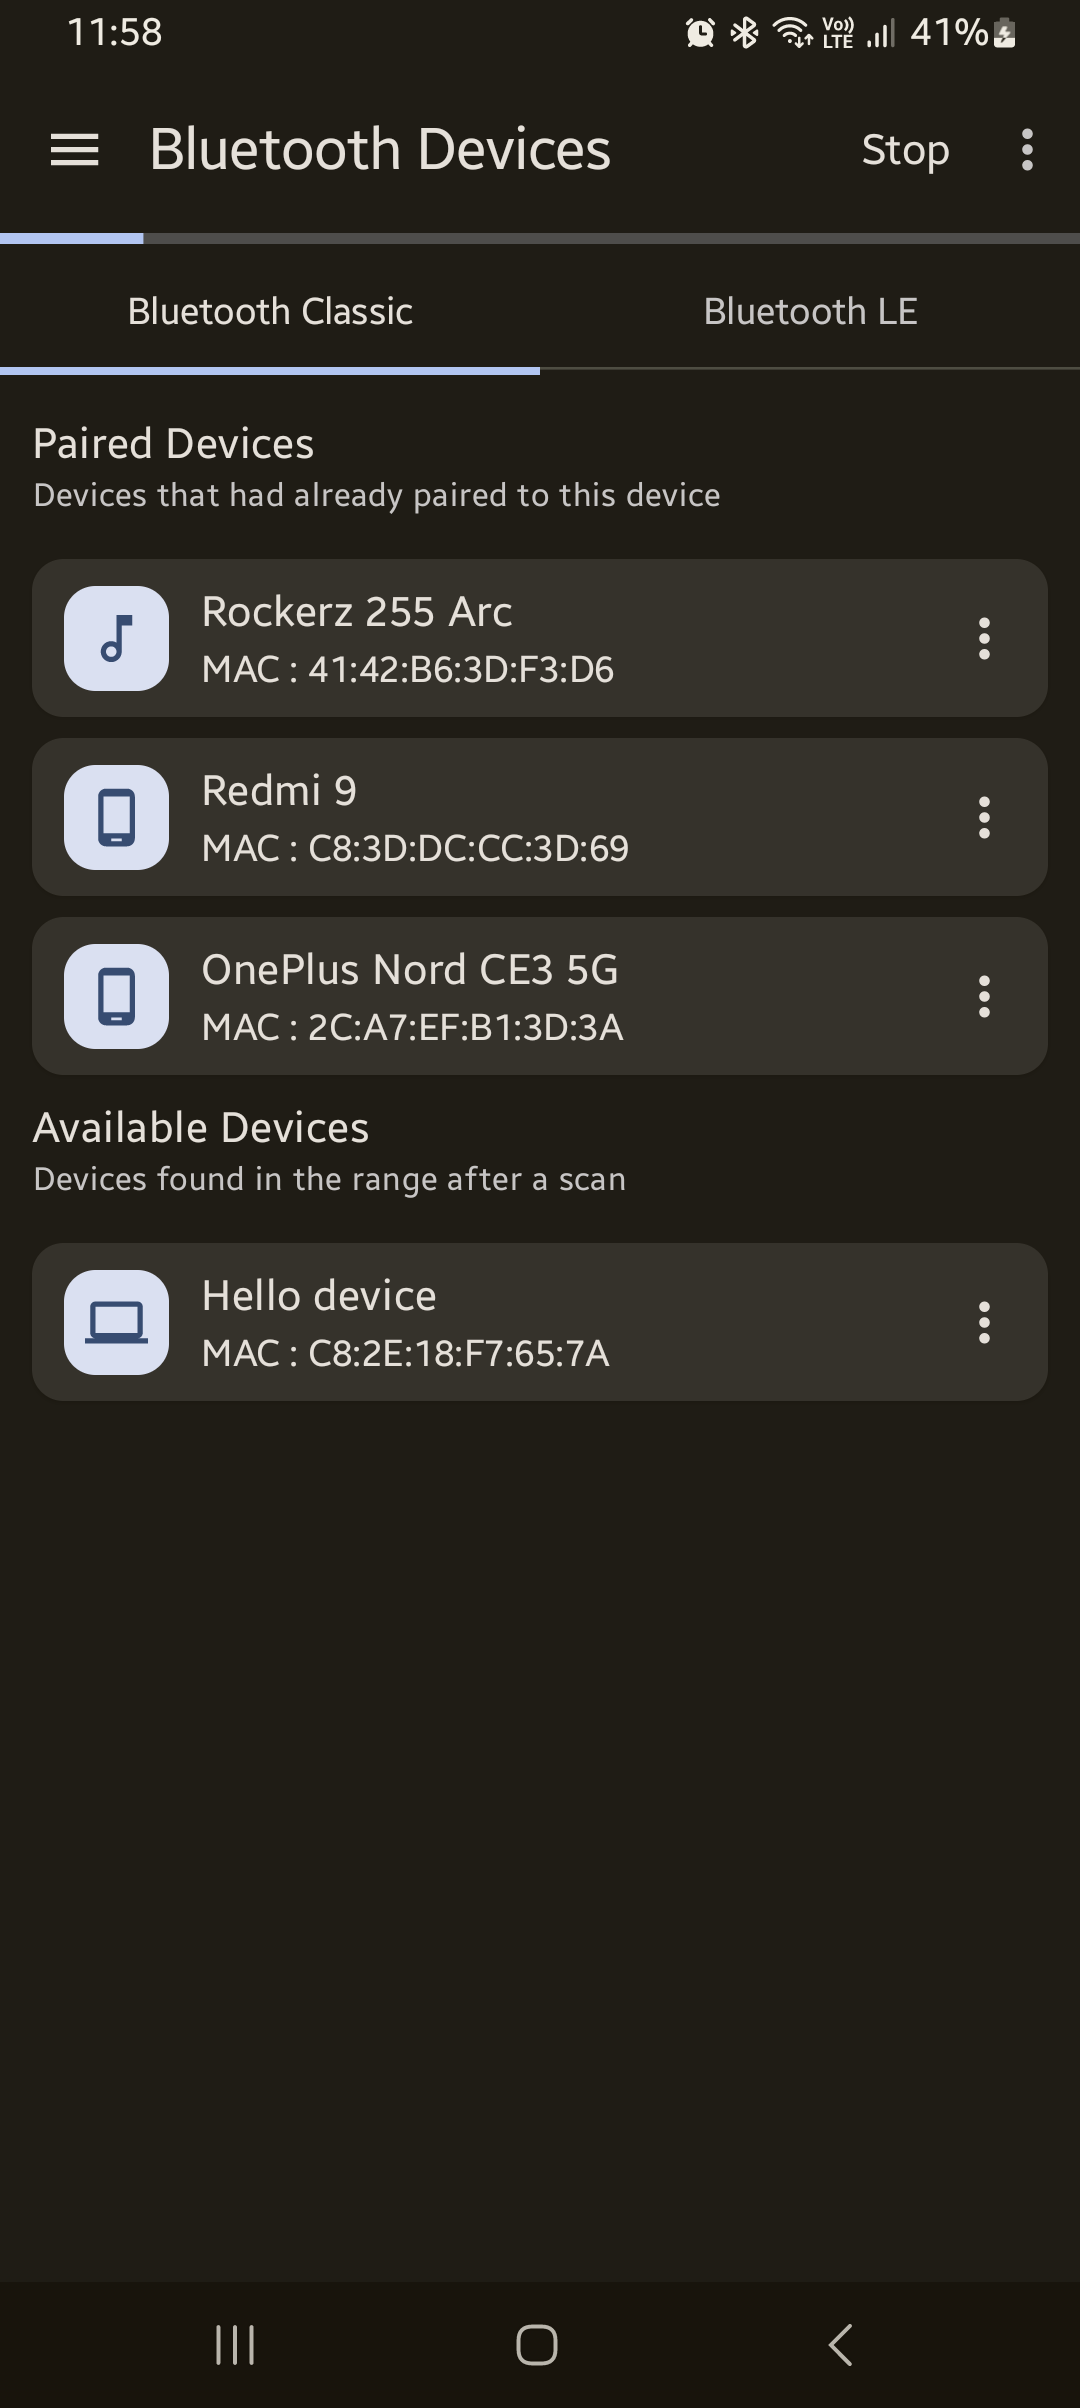 11:58
Vo)) LTE 41%
Bluetooth Devices
Stop
Bluetooth Classic
Bluetooth LE
Paired Devices
Devices that had already paired to this device
Rockerz 255 Arc
MAC : 41:42:B6:3D:F3:D6
Redmi 9
MAC : C8:3D:DC:CC:3D:69
OnePlus Nord CE3 5G
MAC : 2C:A7:EF:B1:3D:3A
Available Devices
Devices found in the range after a scan
Hello device
MAC : C8:2E:18:F7:65:7A